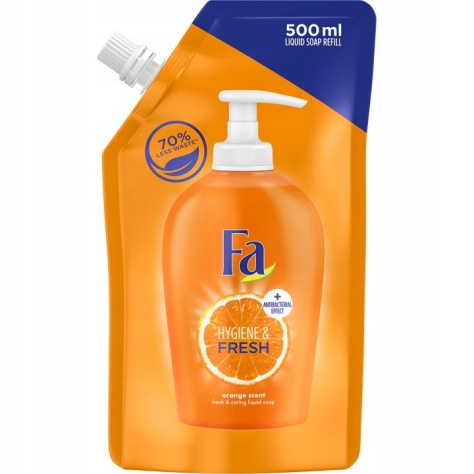 500 ml
LIQUID SOAP REFILL
70%
LESS WASTE*
Fa
+
ANTIBACTERIAL
EFFECT
HYGIENE &
FRESH
orange scent
fresh & caring liquid soap